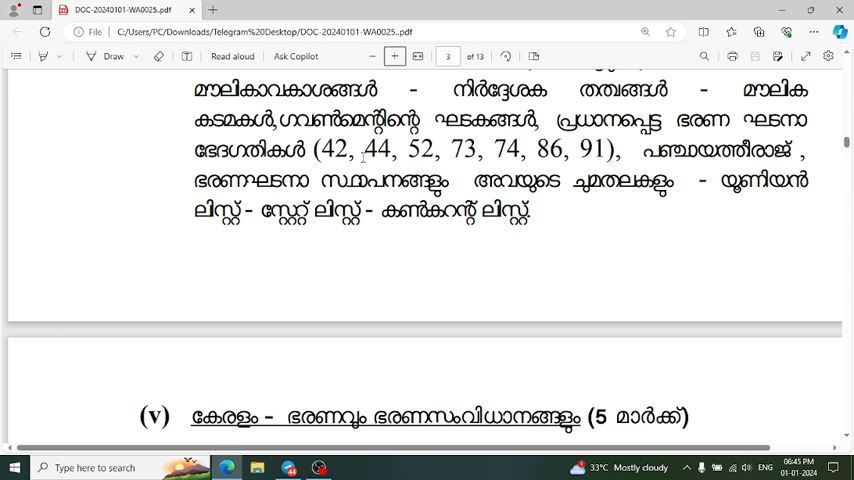 DOC-20240101-WA0025..pdf
File C:/Users/PC/Downloads/Telegram%20Desktop/DOC-20240101-WA0025..pdf
Draw Read aloud Ask Copilot 3 of 13
മൗലികാവകാശങ്ങൾ - നിർദ്ദേശക തത്വങ്ങൾ - മൗലിക
കടമകൾ,ഗവൺമെന്റിന്റെ ഘടകങ്ങൾ, പ്രധാനപ്പെട്ട ഭരണ ഘടനാ
ഭേദഗതികൾ (42, 44, 52, 73, 74, 86, 91), പഞ്ചായത്തീരാജ് ,
ഭരണഘടനാ സ്ഥാപനങ്ങളും അവയുടെ ചുമതലകളും - യൂണിയൻ
ലിസ്റ്റ് - സ്റ്റേറ്റ് ലിസ്റ്റ് - കൺകറന്റ് ലിസ്റ്റ്.
(v) കേരളം - ഭരണവും ഭരണസംവിധാനങ്ങളും (5 മാർക്ക്)
Type here to search 44 33°C Mostly cloudy ENG 06:45 PM
01-01-2024